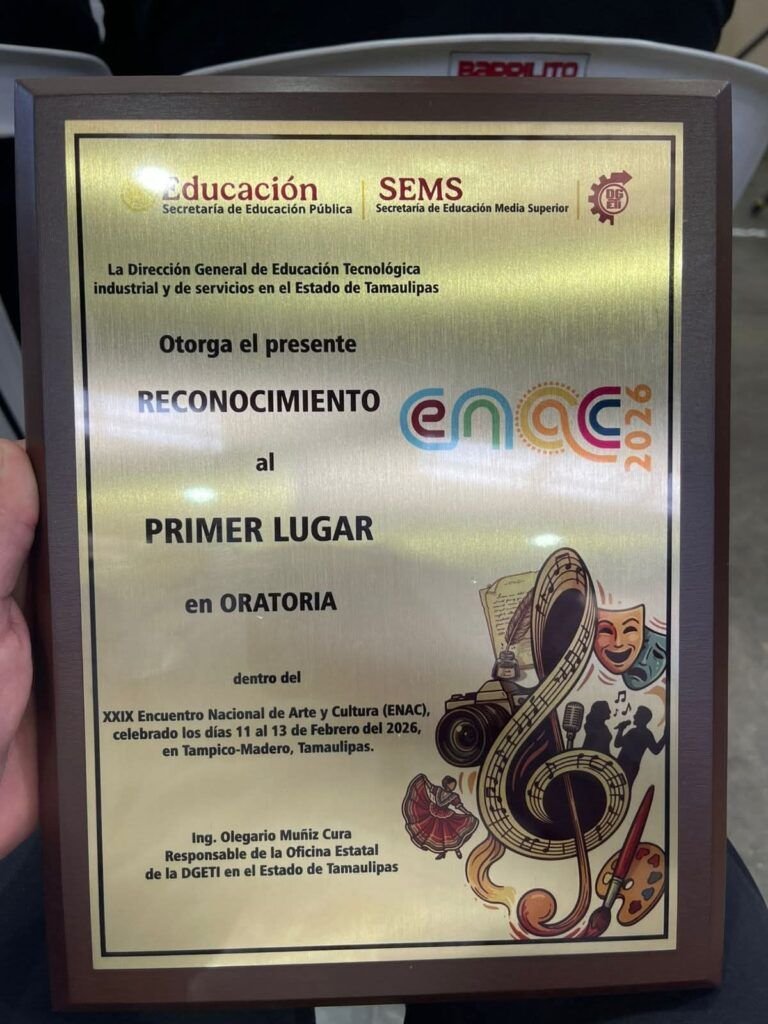 BARRILITO
Educación
Secretaría de Educación Pública
SEMS
Secretaría de Educación Media Superior
DGETI
La Dirección General de Educación Tecnológica
industrial y de servicios en el Estado de Tamaulipas
Otorga el presente
RECONOCIMIENTO
al
PRIMER LUGAR
en ORATORIA
enac
2026
dentro del
XXIX Encuentro Nacional de Arte y Cultura (ENAC),
celebrado los días 11 al 13 de Febrero del 2026,
en Tampico-Madero, Tamaulipas.
Ing. Olegario Muñiz Cura
Responsable de la Oficina Estatal
de la DGETI en el Estado de Tamaulipas